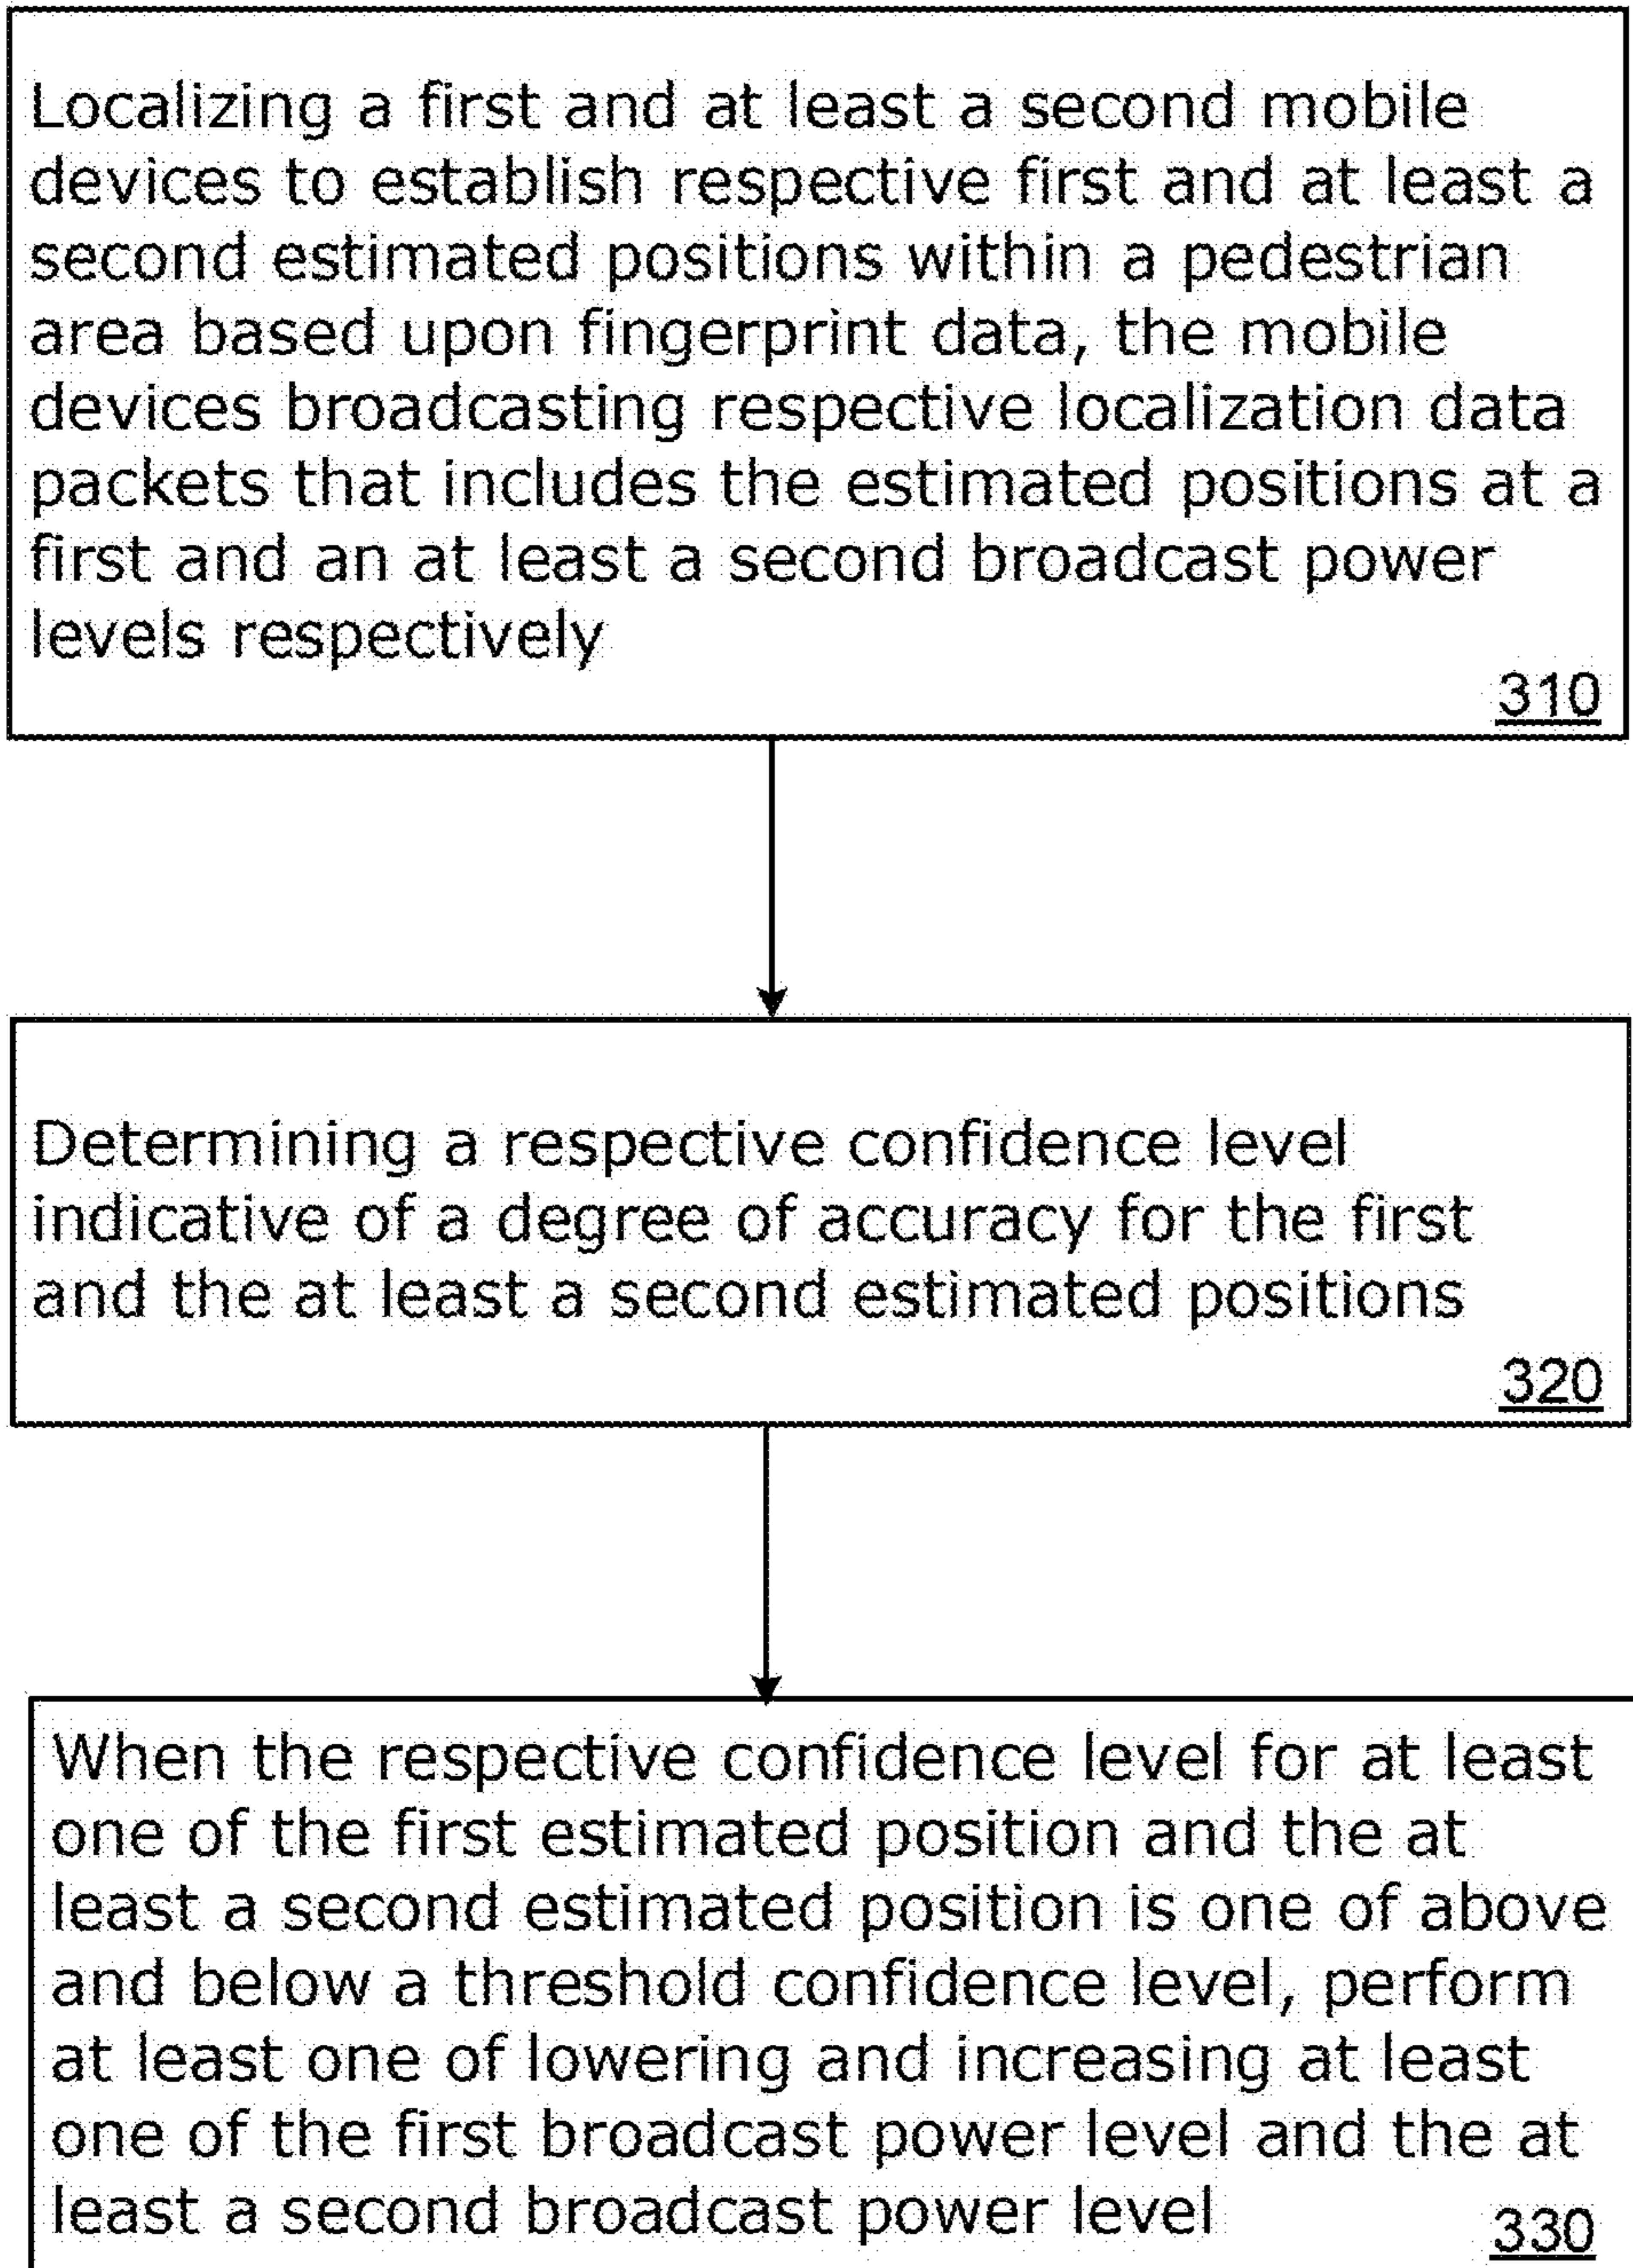 Localizing a first and at least a second mobile
devices to establish respective first and at least a
second estimated positions within a pedestrian
area based upon fingerprint data, the mobile
devices broadcasting respective localization data
packets that includes the estimated positions at a
first and an at least a second broadcast power
levels respectively
310
Determining a respective confidence level
indicative of a degree of accuracy for the first
and the at least a second estimated positions
320
When the respective confidence level for at least
one of the first estimated position and the at
least a second estimated position is one of above
and below a threshold confidence level, perform
at least one of lowering and increasing at least
one of the first broadcast power level and the at
least a second broadcast power level
330